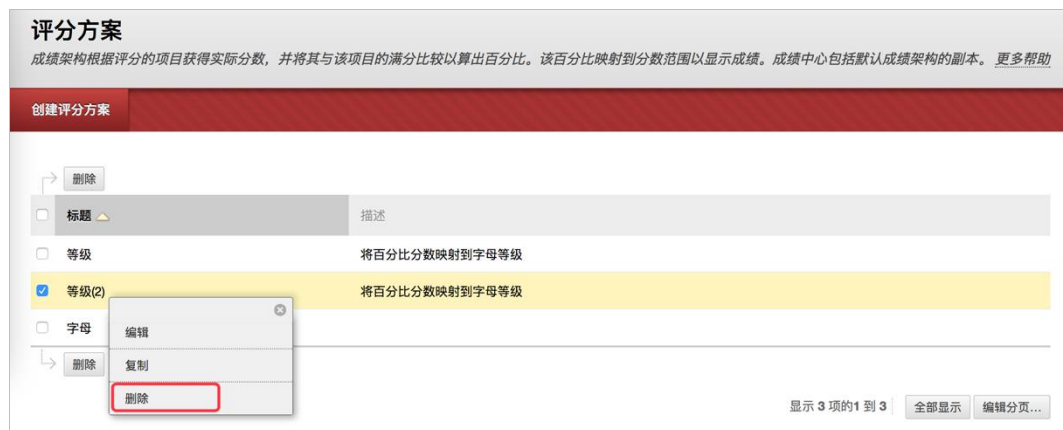 评分方案
成绩架构根据评分的项目获得实际分数，并将其与该项目的满分比较以算出百分比。该百分比映射到分数范围以显示成绩。成绩中心包括默认成绩架构的副本。 更多帮助
创建评分方案
删除
标题 描述
等级 将百分比分数映射到字母等级
等级(2) 将百分比分数映射到字母等级
字母
编辑
复制
删除
删除
显示 3 项的1 到 3 全部显示 编辑分页...